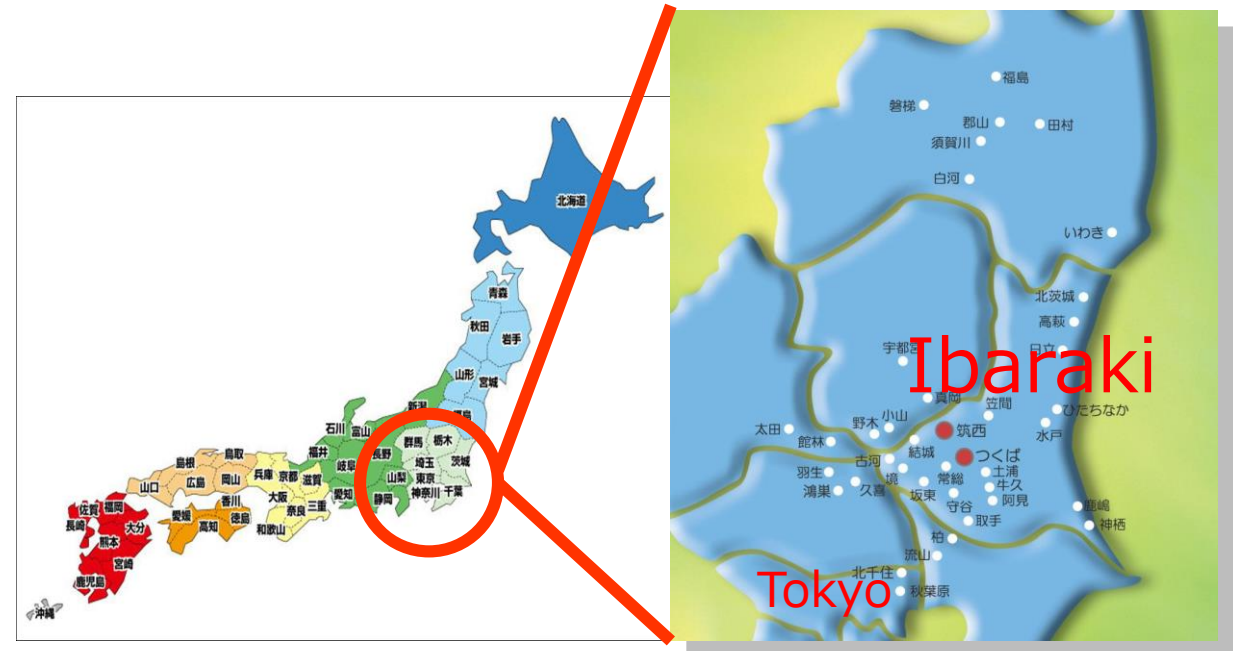 北海道
青森
秋田
岩手
山形
宮城
新潟
福島
石川
富山
群馬
栃木
福井
長野
埼玉
茨城
岐阜
山梨
東京
愛知
静岡
神奈川
千葉
鳥取
島根
兵庫
京都
滋賀
山口
広島
岡山
大阪
奈良
三重
香川
和歌山
愛媛
高知
徳島
佐賀
福岡
長崎
大分
熊本
宮崎
鹿児島
沖縄
福島
磐梯
郡山
田村
須賀川
白河
いわき
北茨城
高萩
日立
宇都宮
Ibaraki
真岡
笠間
ひたちなか
水戸
太田
館林
野木
小山
筑西
結城
つくば
古河
羽生
鴻巣
久喜
境
坂東
常総
土浦
牛久
阿見
守谷
取手
鹿嶋
神栖
柏
流山
北千住
Tokyo
秋葉原